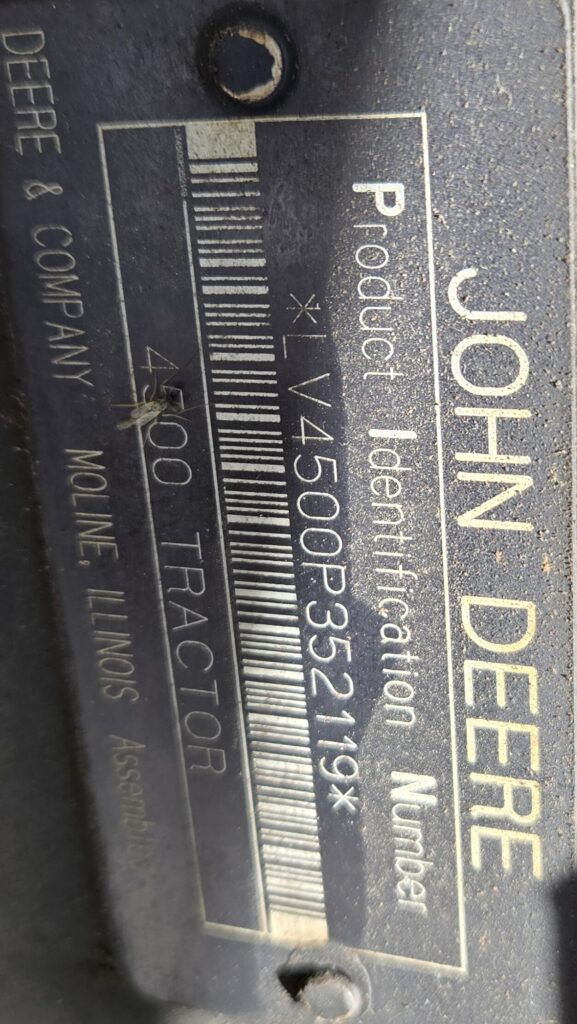 JOHN DEERE
Product Identification Number
*LV4500P352119*
4500 TRACTOR
DEERE & COMPANY MOLINE, ILLINOIS